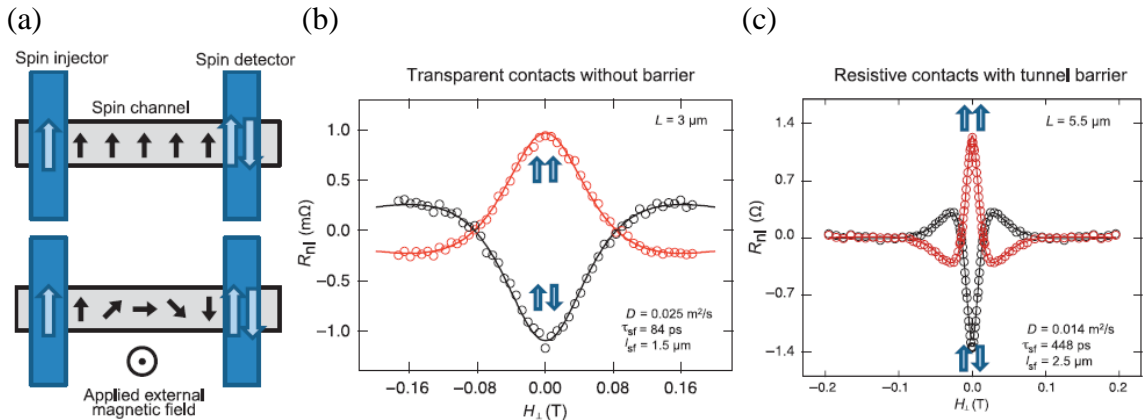 (a)
Spin injector
Spin detector
Spin channel
Applied external
magnetic field
(b)
Transparent contacts without barrier
L = 3 μm
1.0
0.5
0.0
−0.5
−1.0
R_nl (mΩ)
D = 0.025 m²/s
τ_sf = 84 ps
l_sf = 1.5 μm
−0.16
−0.08
0.00
0.08
0.16
H_⊥ (T)
(c)
Resistive contacts with tunnel barrier
L = 5.5 μm
1.4
0.7
0.0
−0.7
−1.4
R_nl (Ω)
D = 0.014 m²/s
τ_sf = 448 ps
l_sf = 2.5 μm
−0.2
−0.1
0.0
0.1
0.2
H_⊥ (T)